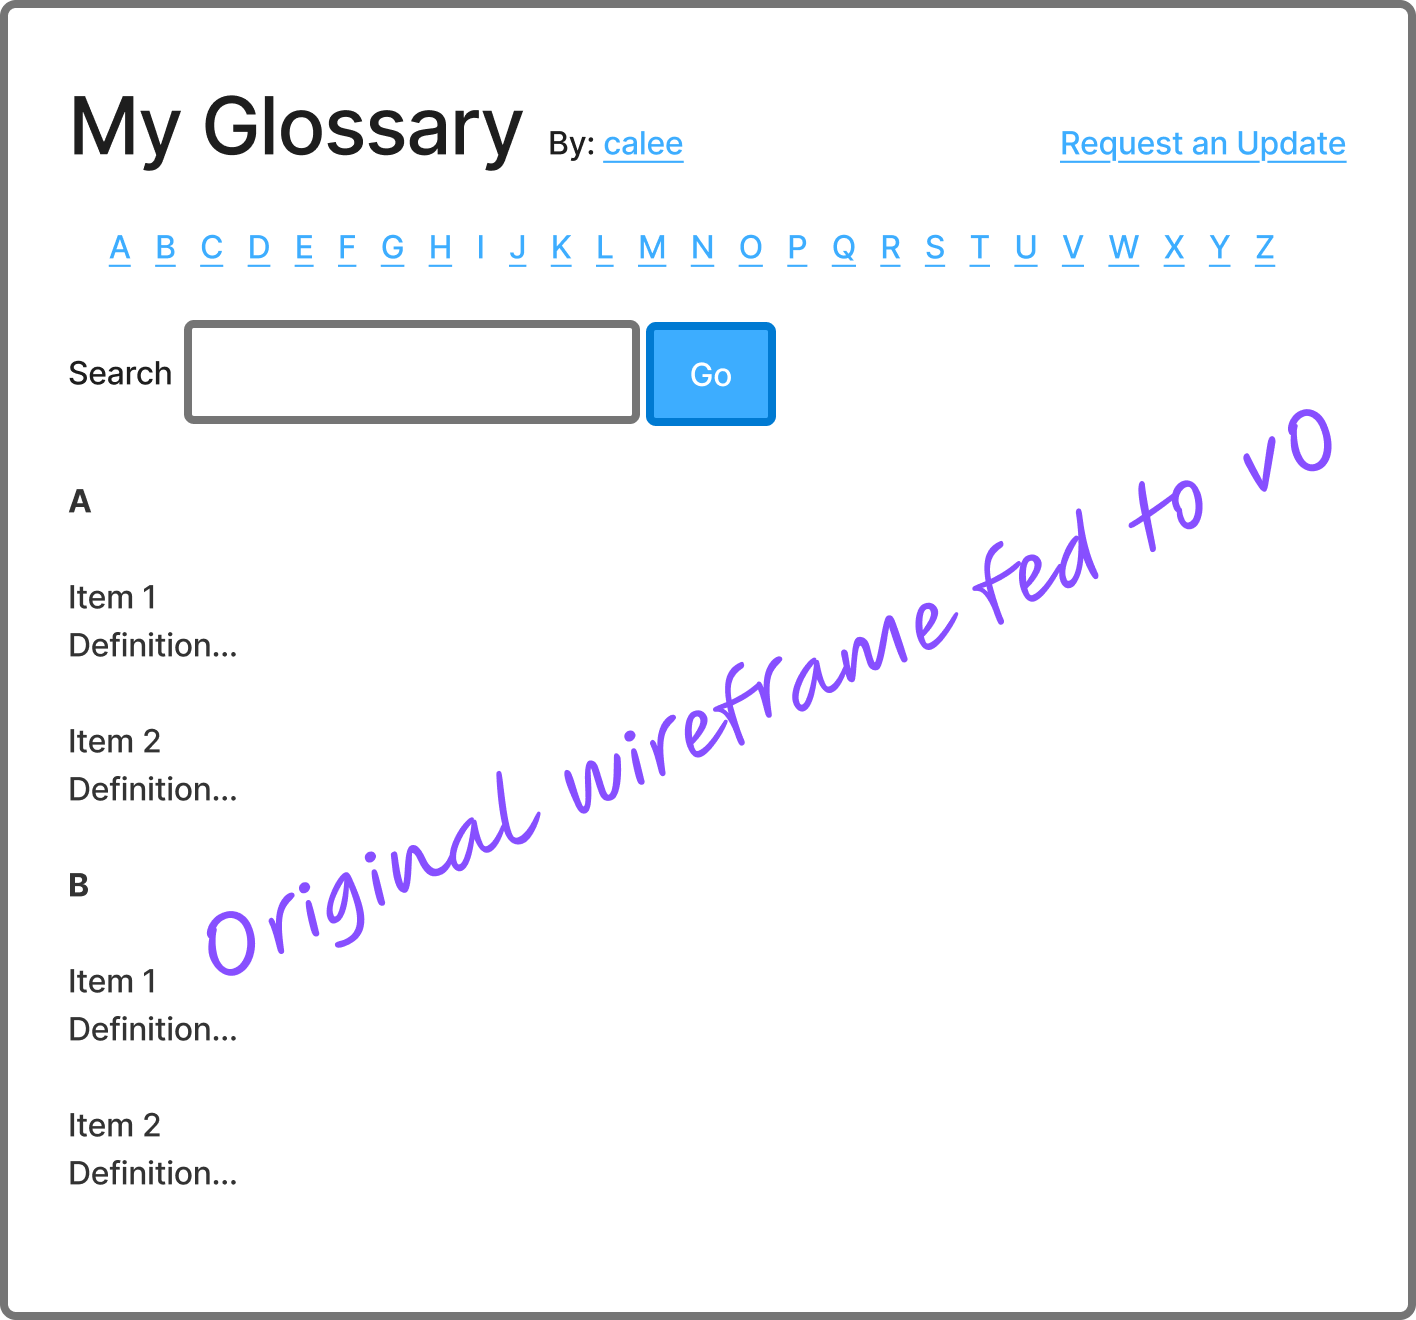 My Glossary By: calee Request an Update
A B C D E F G H I J K L M N O P Q R S T U V W X Y Z
Search Go
A
Item 1
Definition...
Item 2
Definition...
B
Item 1
Definition...
Item 2
Definition...
Original wireframe fed to v0